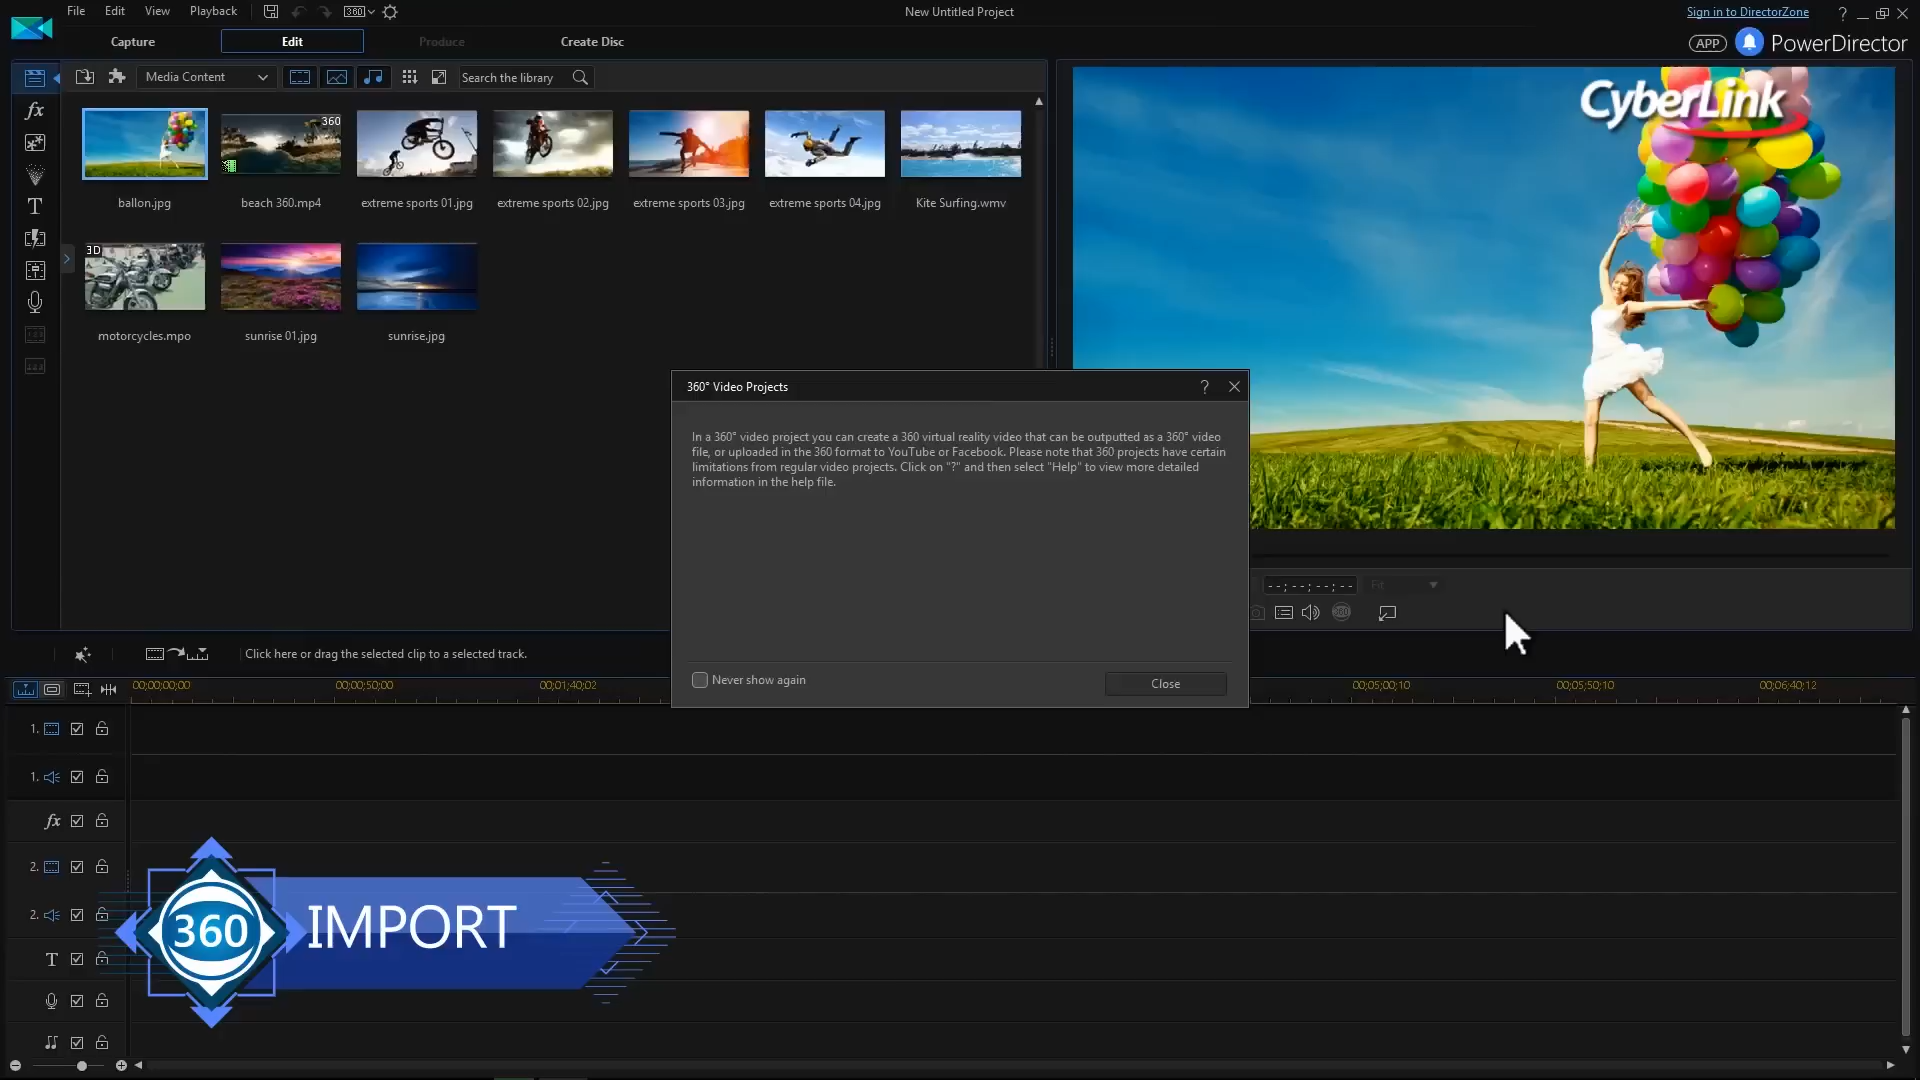 File Edit View Playback 360 New Untitled Project Sign in to DirectorZone ?
Capture Edit Produce Create Disc APP PowerDirector
Media Content Search the library
CyberLink
fx
T
360
3D
ballon.jpg beach 360.mp4 extreme sports 01.jpg extreme sports 02.jpg extreme sports 03.jpg extreme sports 04.jpg Kite Surfing.wmv
motorcycles.mpo sunrise 01.jpg sunrise.jpg
360° Video Projects ?
In a 360° video project you can create a 360 virtual reality video that can be outputted as a 360° video
file, or uploaded in the 360 format to YouTube or Facebook. Please note that 360 projects have certain
limitations from regular video projects. Click on "?" and then select "Help" to view more detailed
information in the help file.
Never show again Close
--;--;--;-- Fit
360
Click here or drag the selected clip to a selected track.
00;00;00;00 00;00;50;00 00;01;40;02 00;05;00;10 00;05;50;10 00;06;40;12
1.
1.
fx
2.
2.
T
360 IMPORT